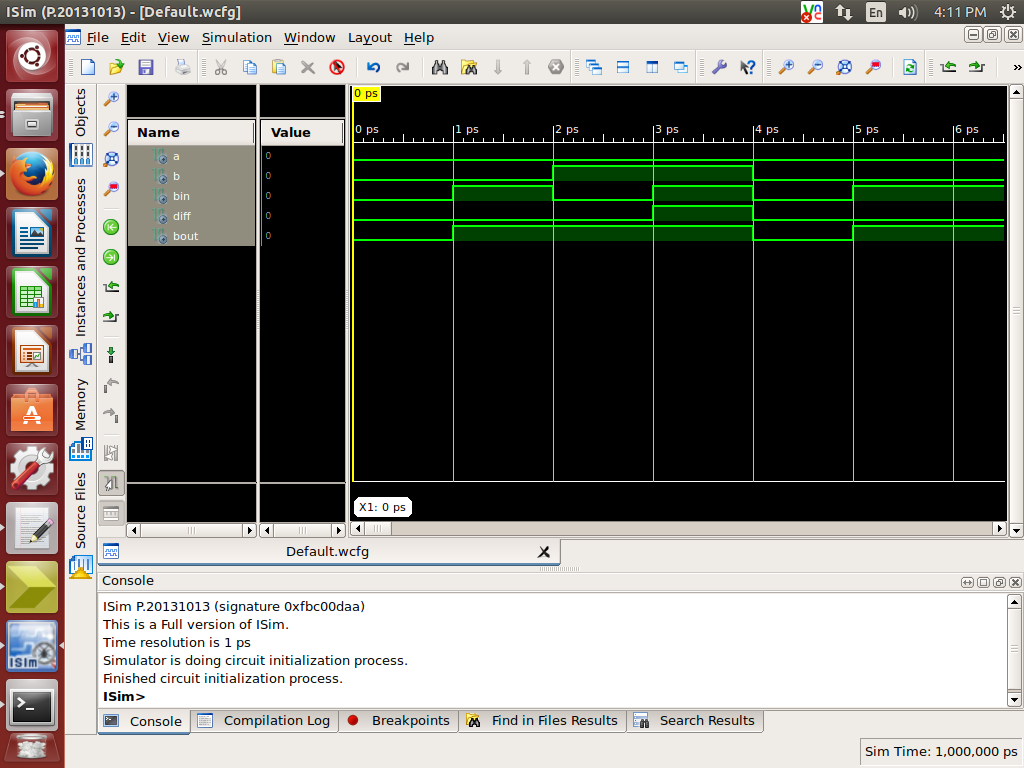 ISim (P.20131013) - [Default.wcfg]
En
4:11 PM
File Edit View Simulation Window Layout Help
»
Objects
Instances and Processes
Memory
Source Files
Name
Value
a
0
b
0
bin
0
diff
0
bout
0
0 ps
0 ps
1 ps
2 ps
3 ps
4 ps
5 ps
6 ps
X1: 0 ps
Default.wcfg
Console
ISim P.20131013 (signature 0xfbc00daa)
This is a Full version of ISim.
Time resolution is 1 ps
Simulator is doing circuit initialization process.
Finished circuit initialization process.
ISim>
Console
Compilation Log
Breakpoints
Find in Files Results
Search Results
Sim Time: 1,000,000 ps
ISim